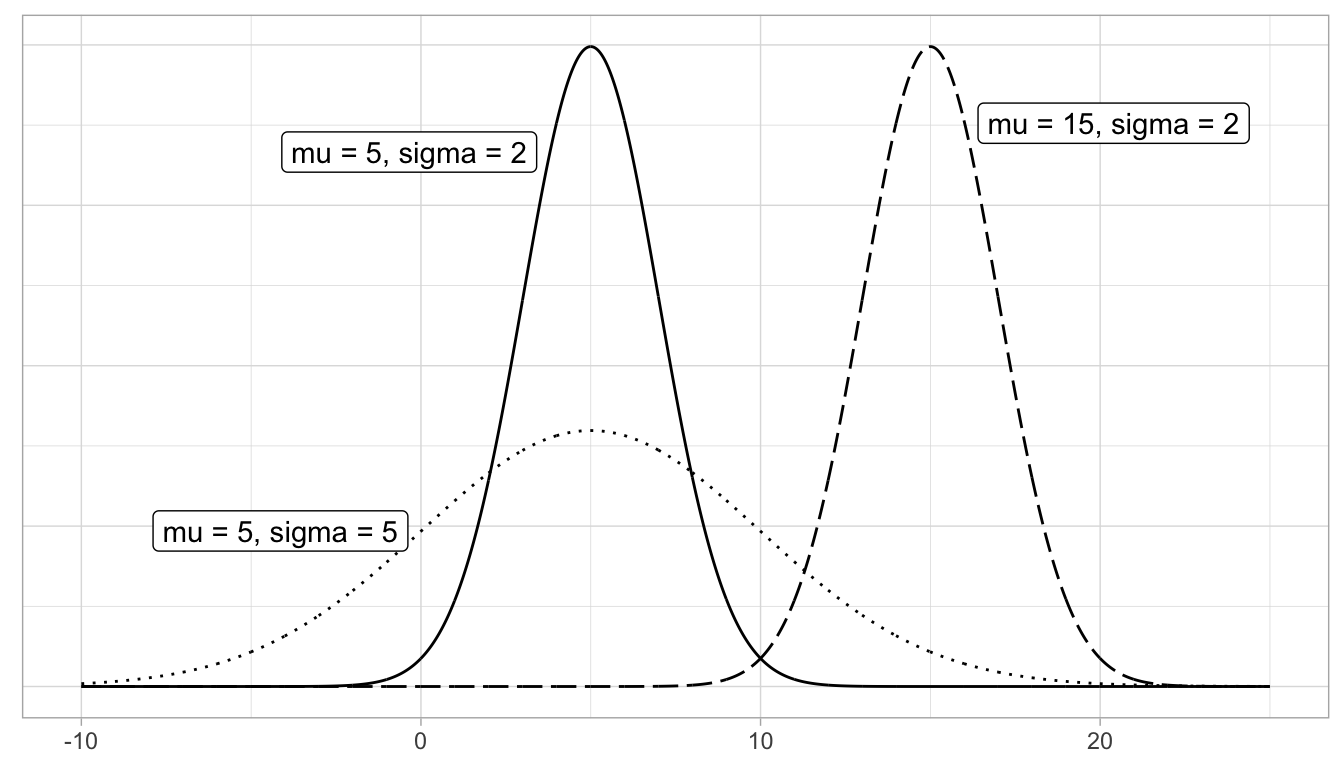 mu = 15, sigma = 2
mu = 5, sigma = 2
mu = 5, sigma = 5
-10 0 10 20